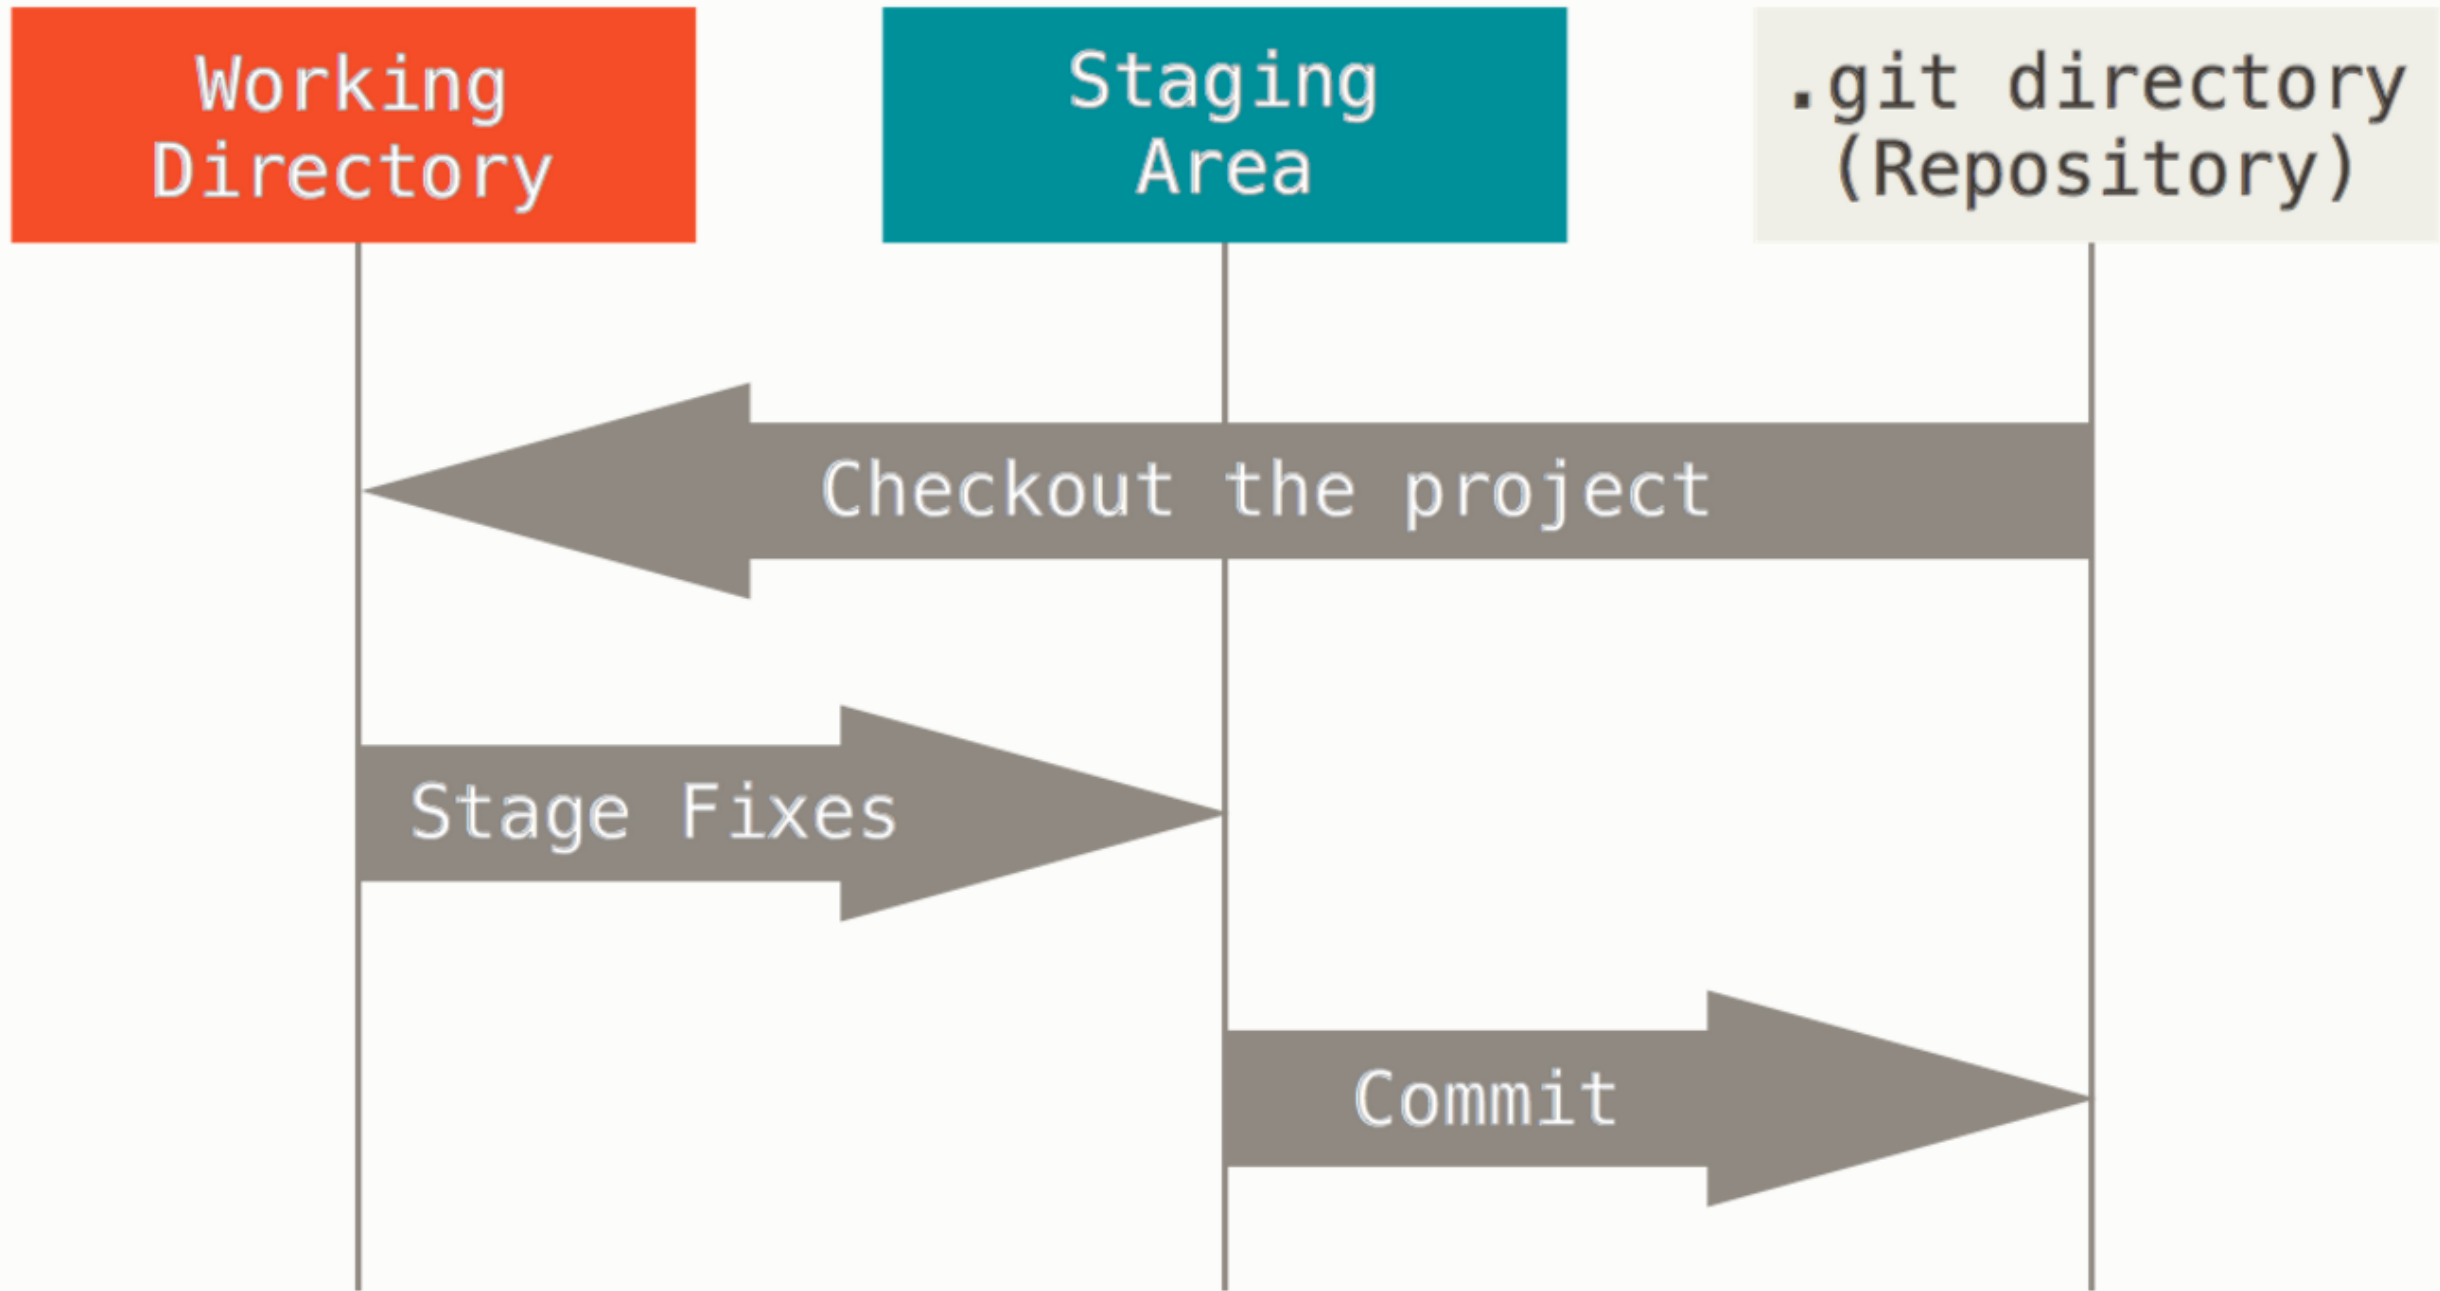 Working
Directory
Staging
Area
.git directory
(Repository)
Checkout the project
Stage Fixes
Commit